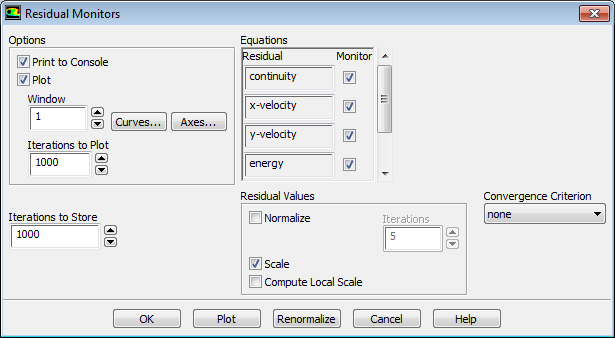 Residual Monitors
Options
Print to Console
Plot
Window
1
Curves...
Axes...
Iterations to Plot
1000
Iterations to Store
1000
Equations
Residual Monitor
continuity
x-velocity
y-velocity
energy
Residual Values
Normalize
Iterations
5
Scale
Compute Local Scale
Convergence Criterion
none
OK Plot Renormalize Cancel Help